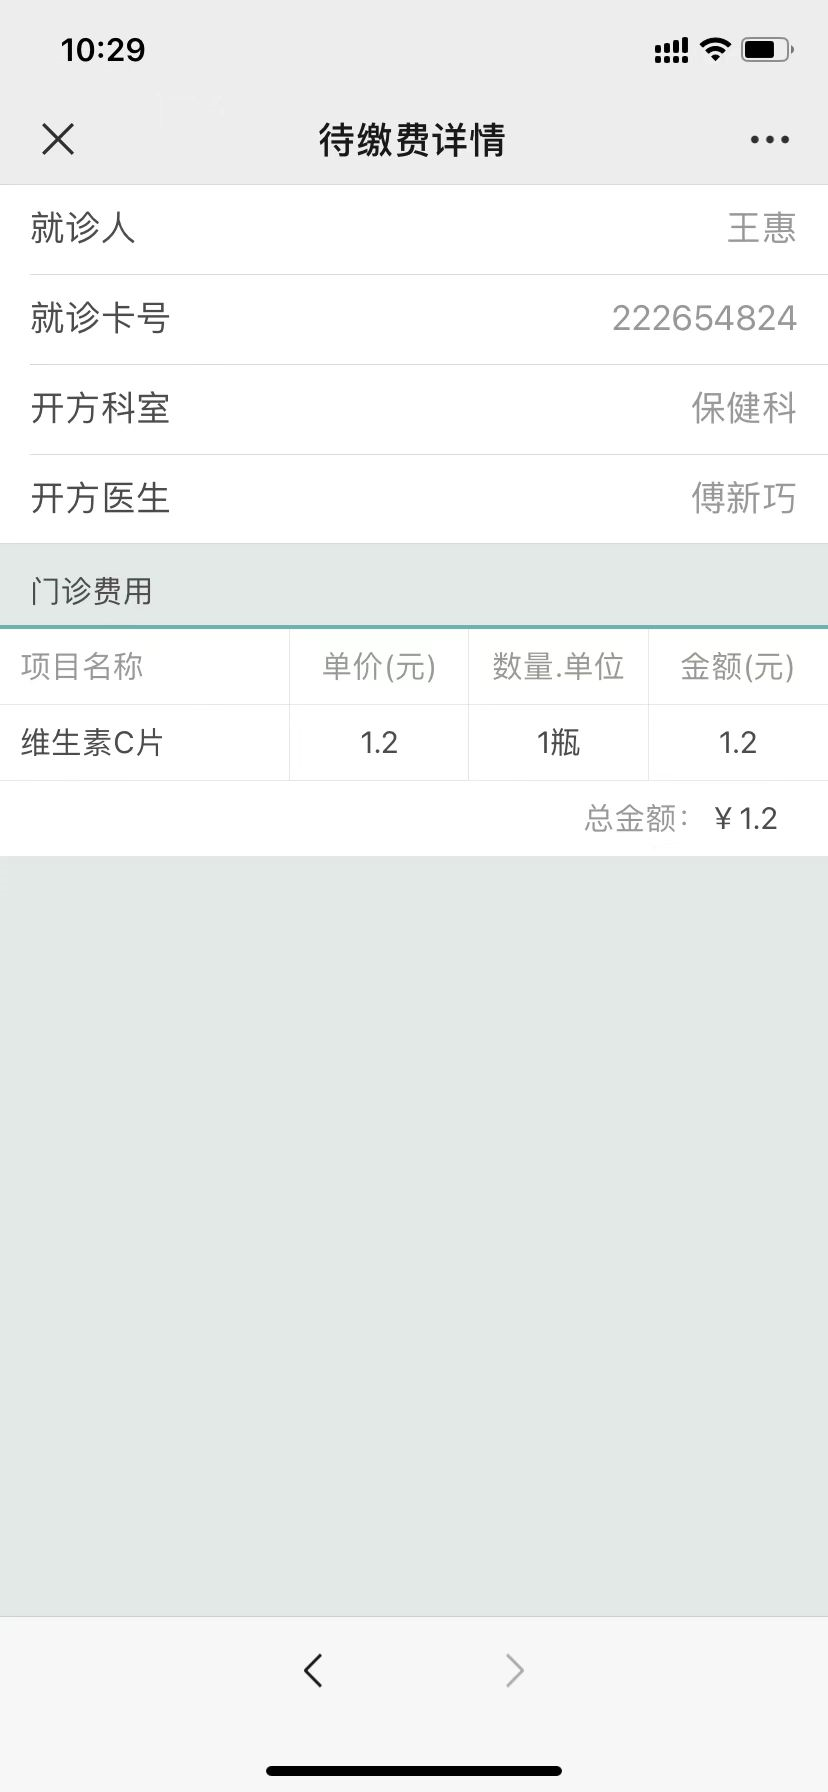 10:29
待缴费详情
就诊人 王惠
就诊卡号 222654824
开方科室 保健科
开方医生 傅新巧
门诊费用
项目名称 单价(元) 数量.单位 金额(元)
维生素C片 1.2 1瓶 1.2
总金额: ¥1.2